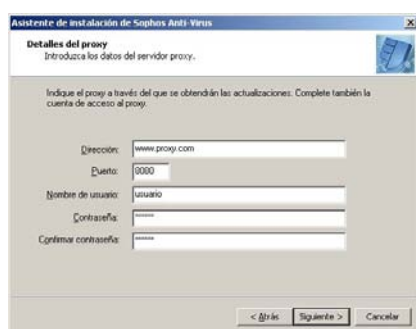 Asistente de instalación de Sophos Anti-Virus
Detalles del proxy
Introduzca los datos del servidor proxy.
Indique el proxy a través del que se obtendrán las actualizaciones. Complete también la
cuenta de acceso al proxy.
Dirección: www.proxy.com
Puerto: 8080
Nombre de usuario: usuario
Contraseña: ******
Confirmar contraseña: ******
< Atrás Siguiente > Cancelar